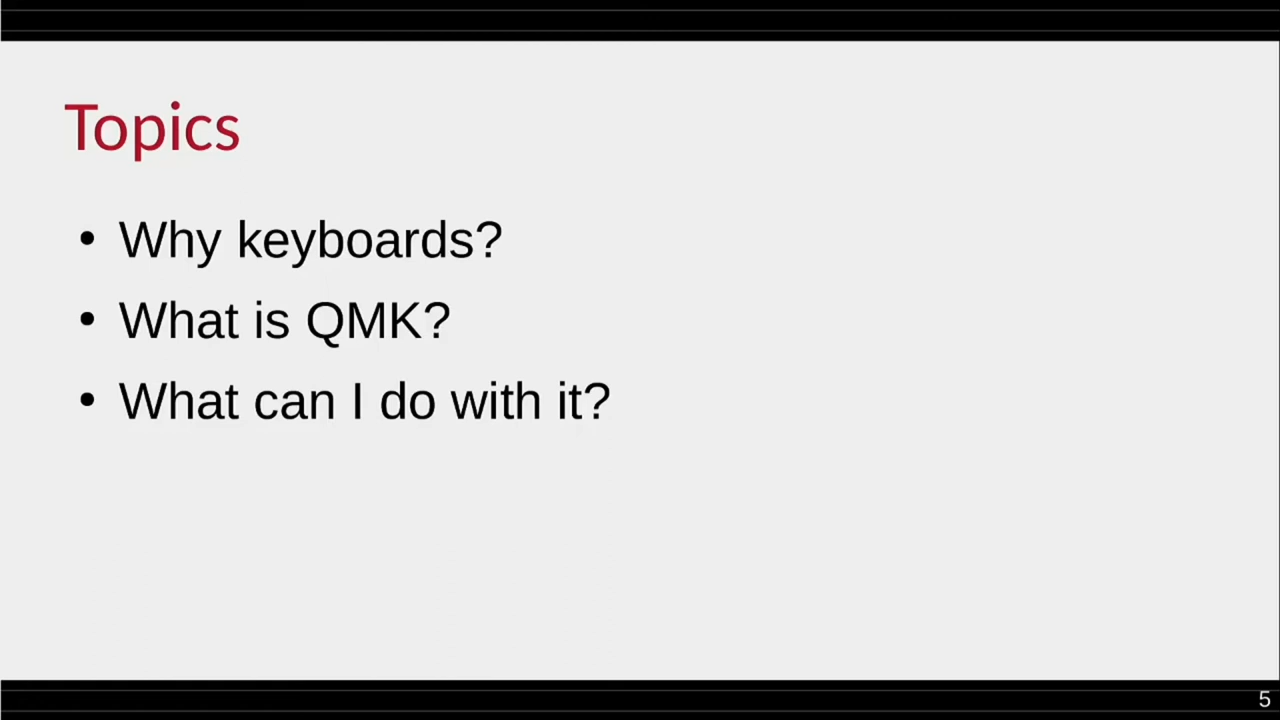 Topics
• Why keyboards?
• What is QMK?
• What can I do with it?
5